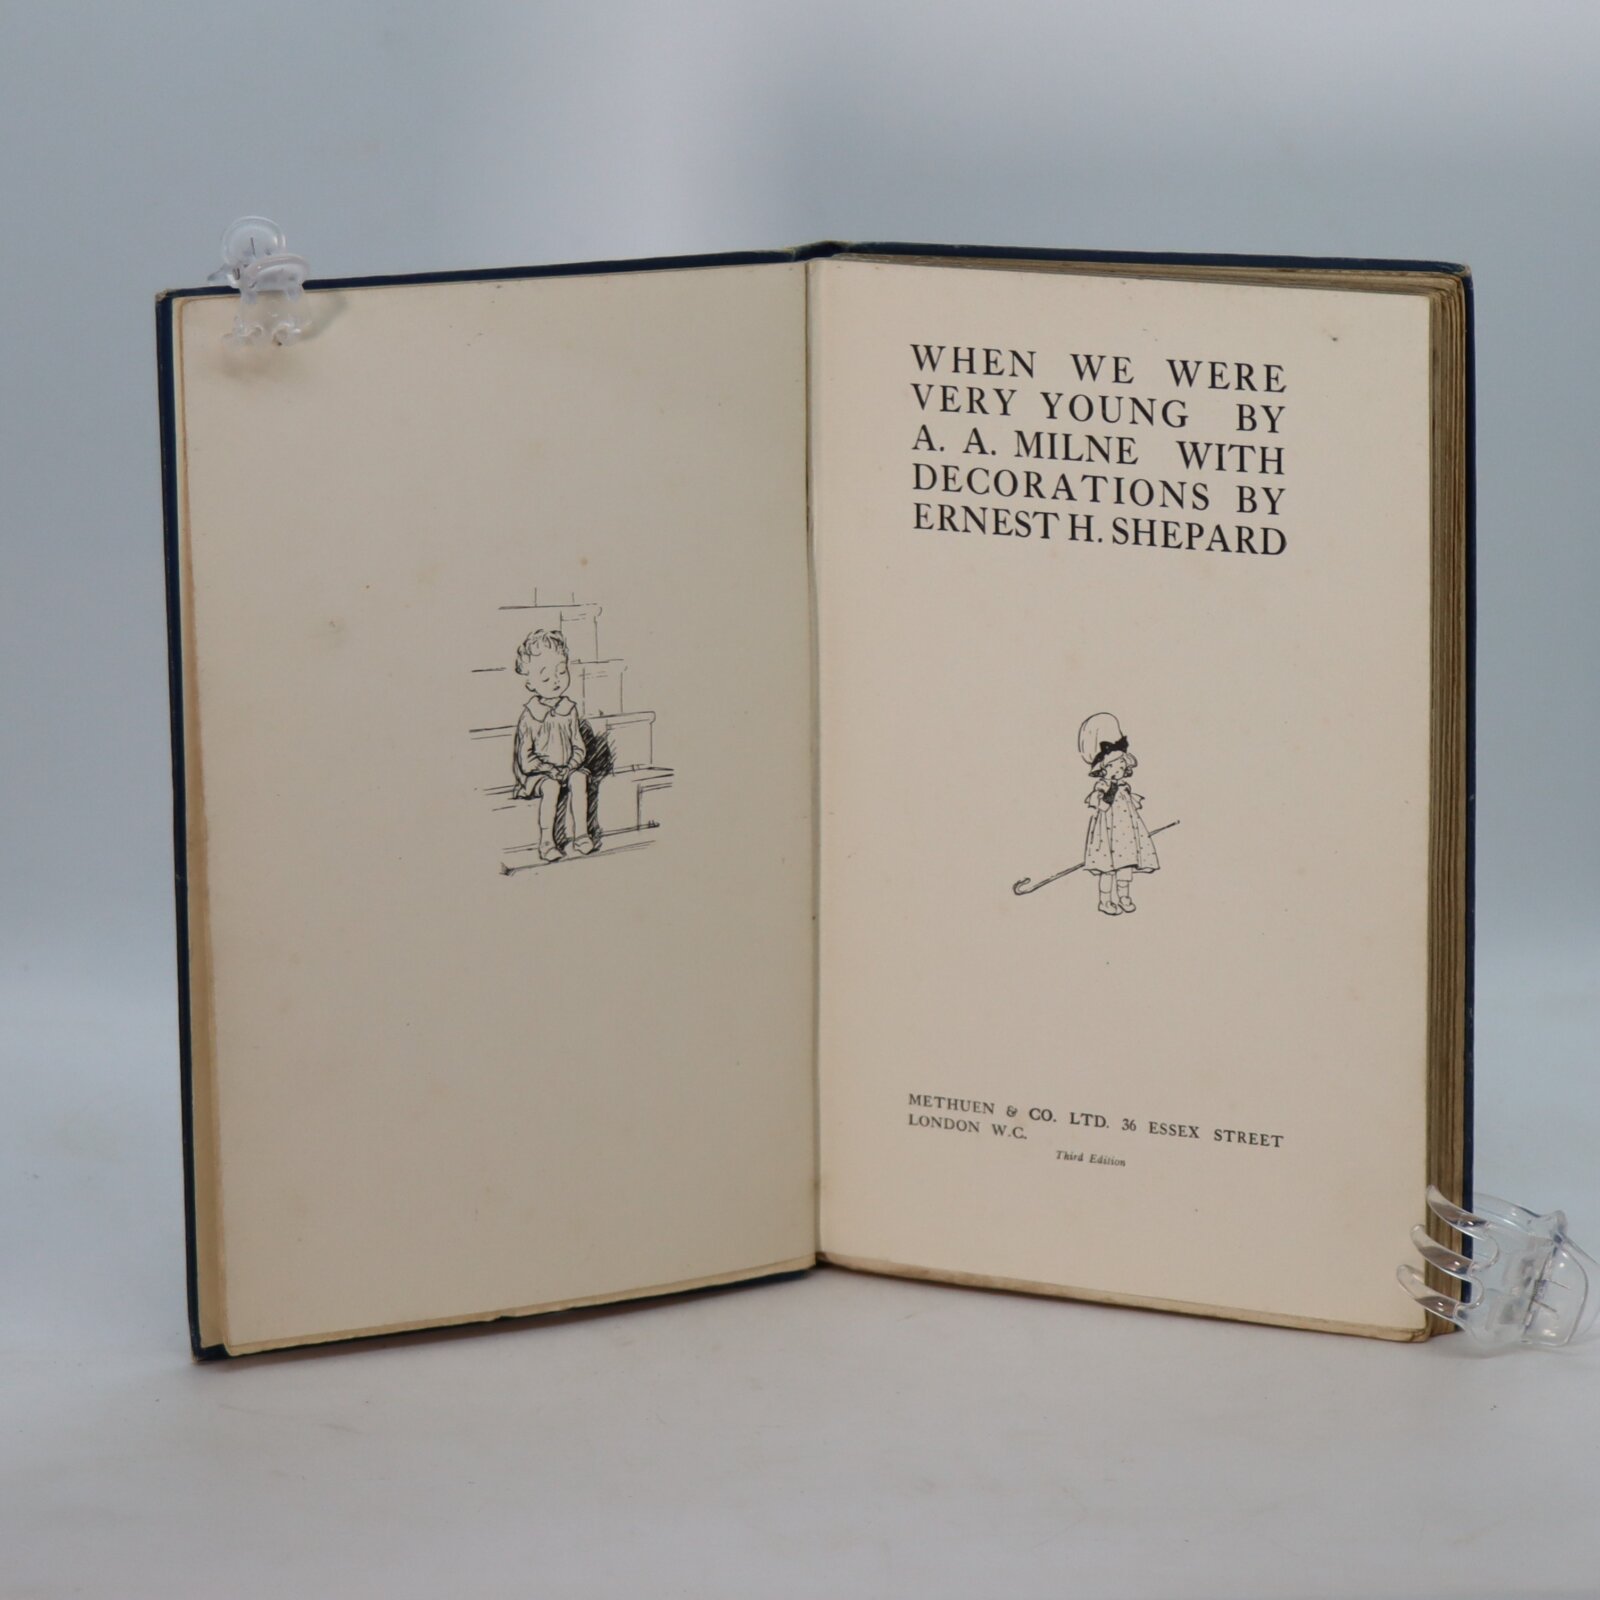 WHEN WE WERE
VERY YOUNG BY
A. A. MILNE WITH
DECORATIONS BY
ERNEST H. SHEPARD
METHUEN & CO. LTD. 36 ESSEX STREET
LONDON W.C.
Third Edition